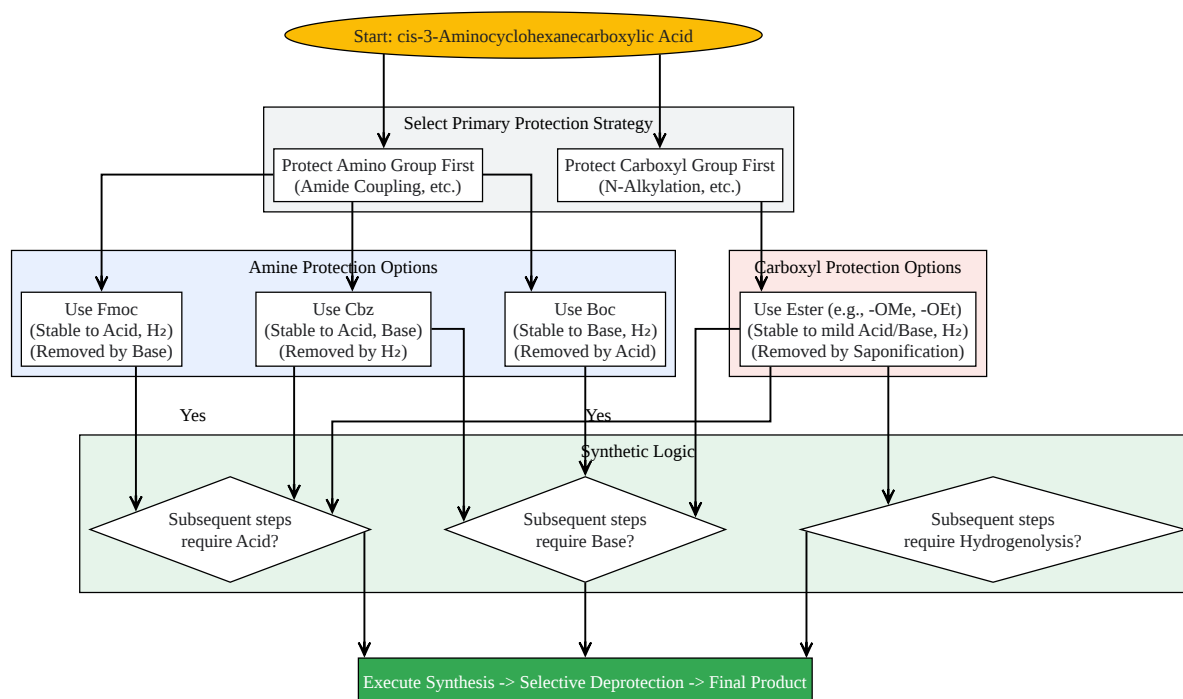 Start: cis-3-Aminocyclohexanecarboxylic Acid
Select Primary Protection Strategy
Protect Amino Group First
(Amide Coupling, etc.)
Protect Carboxyl Group First
(N-Alkylation, etc.)
Amine Protection Options
Carboxyl Protection Options
Use Fmoc
(Stable to Acid, H₂)
(Removed by Base)
Use Cbz
(Stable to Acid, Base)
(Removed by H₂)
Use Boc
(Stable to Base, H₂)
(Removed by Acid)
Use Ester (e.g., -OMe, -OEt)
(Stable to mild Acid/Base, H₂)
(Removed by Saponification)
Yes
Yes
Synthetic Logic
Subsequent steps
require Acid?
Subsequent steps
require Base?
Subsequent steps
require Hydrogenolysis?
Execute Synthesis -> Selective Deprotection -> Final Product